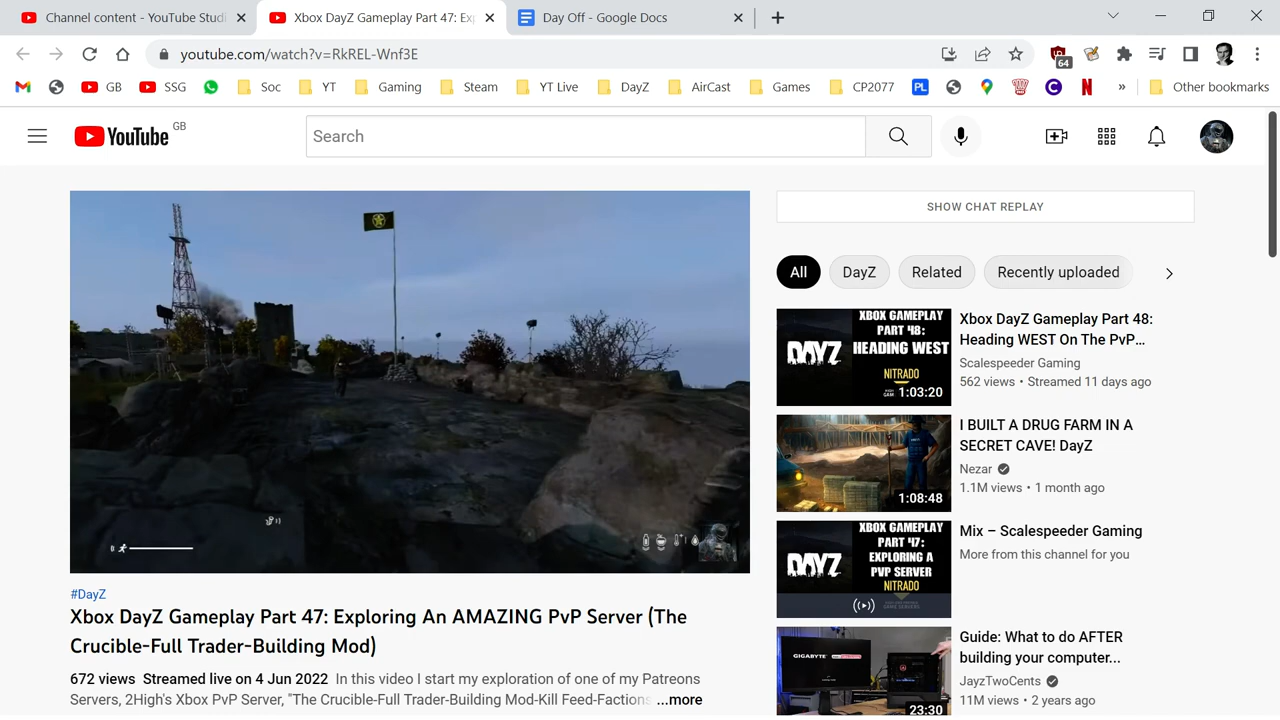 Channel content - YouTube Studi
Xbox DayZ Gameplay Part 47: Exp
Day Off - Google Docs
youtube.com/watch?v=RkREL-Wnf3E
64
GB
SSG
Soc
YT
Gaming
Steam
YT Live
DayZ
AirCast
Games
CP2077
PL
»
Other bookmarks
YouTube GB
Search
SHOW CHAT REPLAY
All
DayZ
Related
Recently uploaded
XBOX GAMEPLAY
PART 48:
HEADING WEST
DAYZ
NITRADO
1:03:20
Xbox DayZ Gameplay Part 48:
Heading WEST On The PvP...
Scalespeeder Gaming
562 views • Streamed 11 days ago
1:08:48
I BUILT A DRUG FARM IN A
SECRET CAVE! DayZ
Nezar
1.1M views • 1 month ago
XBOX GAMEPLAY
PART 47:
EXPLORING A
PVP SERVER
DAYZ
NITRADO
Mix – Scalespeeder Gaming
More from this channel for you
GIGABYTE
23:30
Guide: What to do AFTER
building your computer...
JayzTwoCents
11M views • 2 years ago
#DayZ
Xbox DayZ Gameplay Part 47: Exploring An AMAZING PvP Server (The
Crucible-Full Trader-Building Mod)
672 views Streamed live on 4 Jun 2022 In this video I start my exploration of one of my Patreons
Servers, zHigh's Xbox PvP Server, "The Crucible-Full Trader-building Mod-Kill Feed-Factions ...more